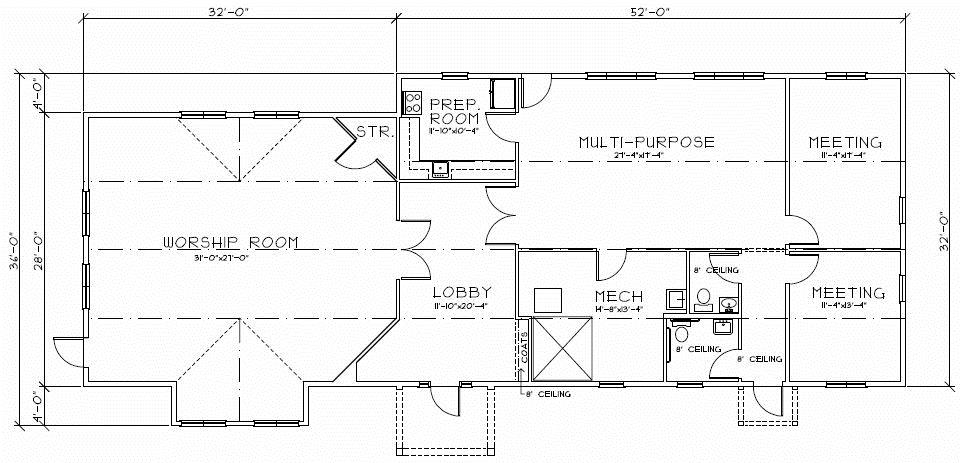 32'-0"
52'-0"
4'-0"
36'-0"
28'-0"
4'-0"
32'-0"
PREP.
ROOM
11'-10"x10'-4"
STR.
MULTI-PURPOSE
27'-4"x17'-4"
MEETING
11'-4"x17'-4"
WORSHIP ROOM
31'-0"x27'-0"
LOBBY
11'-10"x20'-4"
MECH
14'-8"x13'-4"
8' CEILING
MEETING
11'-4"x13'-4"
COATS
8' CEILING
8' CEILING
8' CEILING